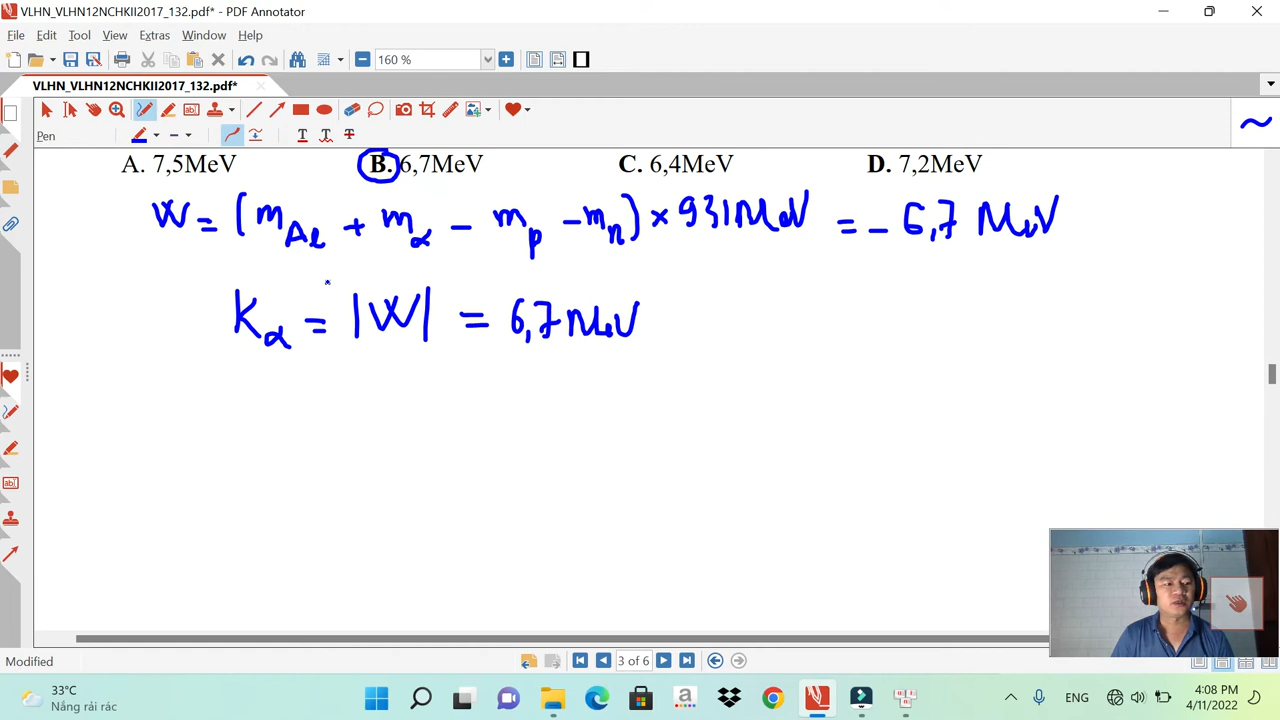 VLHN_VLHN12NCHKII2017_132.pdf* - PDF Annotator
File Edit Tool View Extras Window Help
160 %
VLHN_VLHN12NCHKII2017_132.pdf*
Pen
A. 7,5MeV B. 6,7MeV C. 6,4MeV D. 7,2MeV
W = (m_Al + m_α − m_p − m_n) × 931 MeV = − 6,7 MeV
K_α = |W| = 6,7 MeV
Modified
3 of 6
33°C
Nắng rải rác
ENG
4:08 PM
4/11/2022